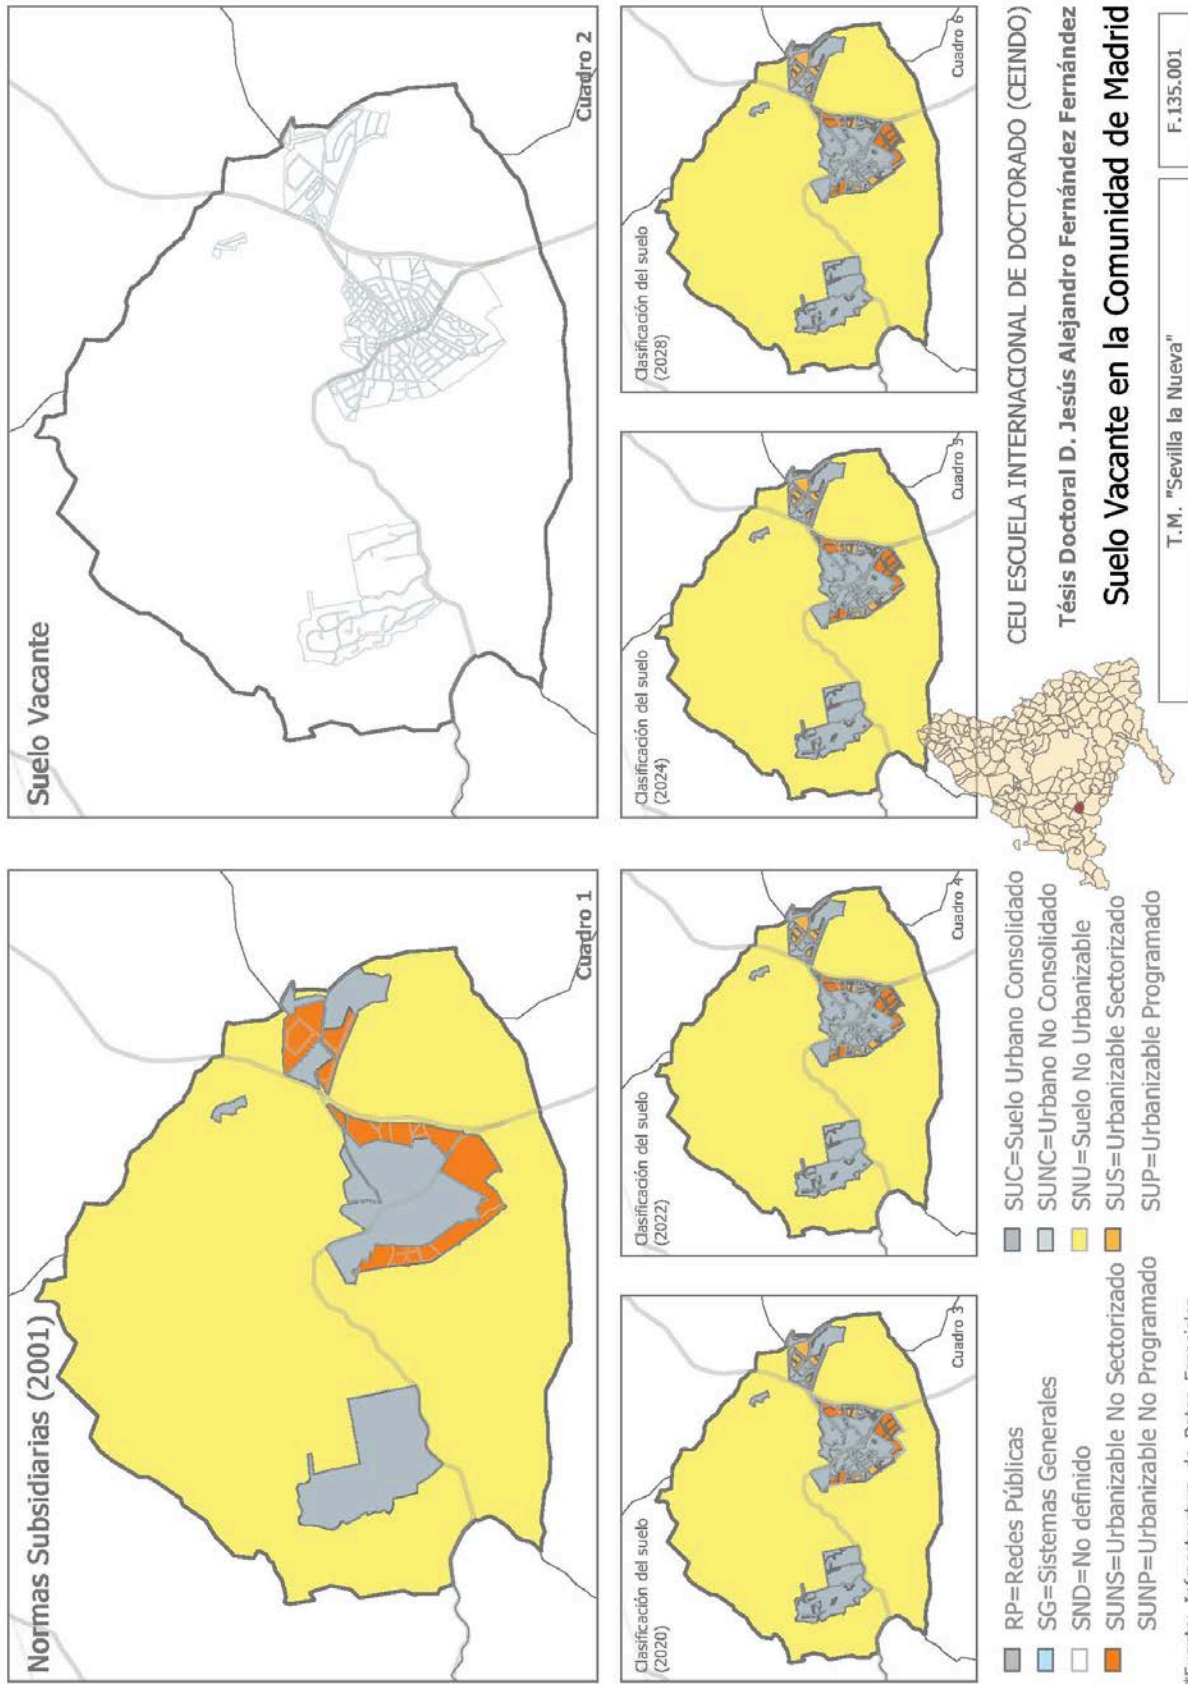 Normas Subsidiarias (2001)
Cuadro 1
Suelo Vacante
Cuadro 2
Clasificación del suelo
(2020)
Cuadro 3
Clasificación del suelo
(2022)
Cuadro 4
Clasificación del suelo
(2024)
Cuadro 5
Clasificación del suelo
(2028)
Cuadro 6
RP=Redes Públicas
SG=Sistemas Generales
SND=No definido
SUNS=Urbanizable No Sectorizado
SUNP=Urbanizable No Programado
SUC=Suelo Urbano Consolidado
SUNC=Urbano No Consolidado
SNU=Suelo No Urbanizable
SUS=Urbanizable Sectorizado
SUP=Urbanizable Programado
CEU ESCUELA INTERNACIONAL DE DOCTORADO (CEINDO)
Tésis Doctoral D. Jesús Alejandro Fernández Fernández
Suelo Vacante en la Comunidad de Madrid
T.M. "Sevilla la Nueva"
F.135.001